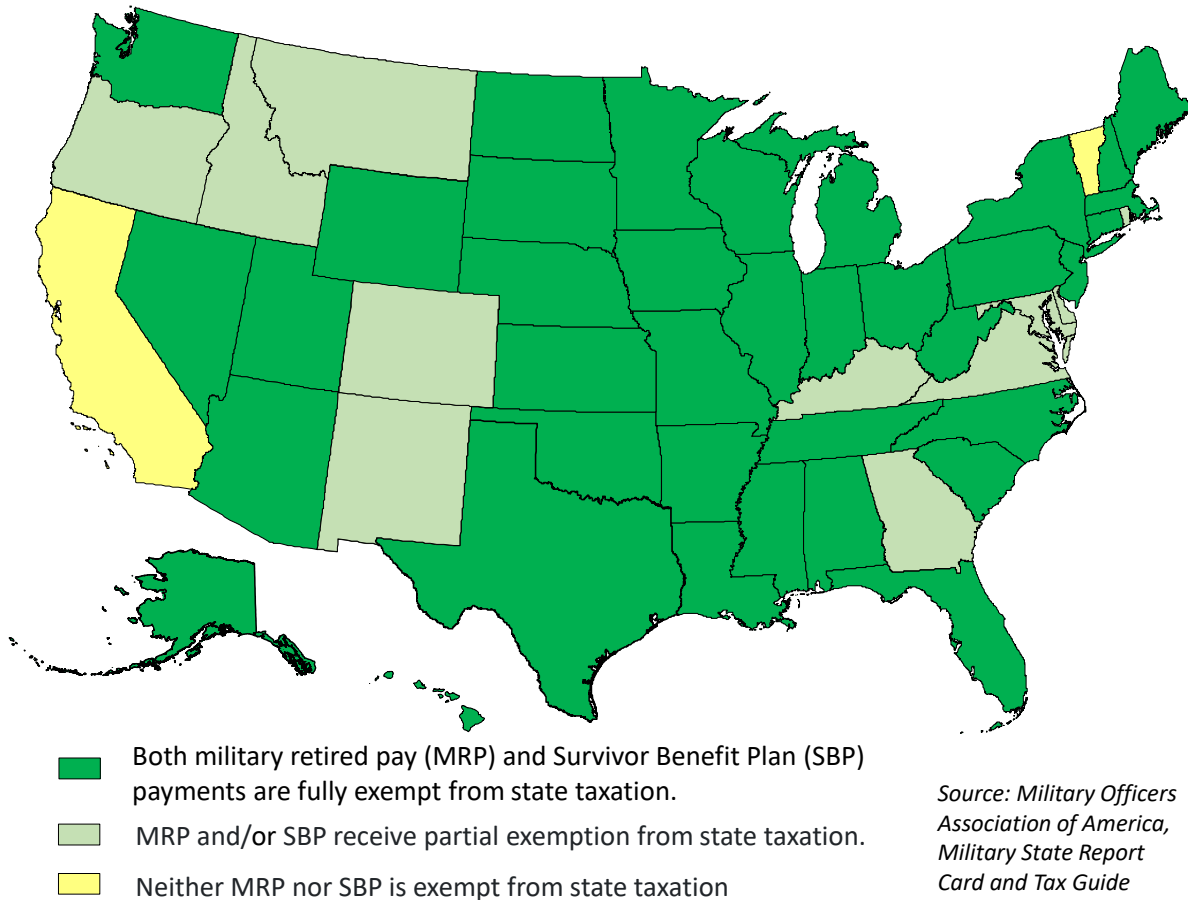 Both military retired pay (MRP) and Survivor Benefit Plan (SBP)
payments are fully exempt from state taxation.
MRP and/or SBP receive partial exemption from state taxation.
Neither MRP nor SBP is exempt from state taxation
Source: Military Officers
Association of America,
Military State Report
Card and Tax Guide